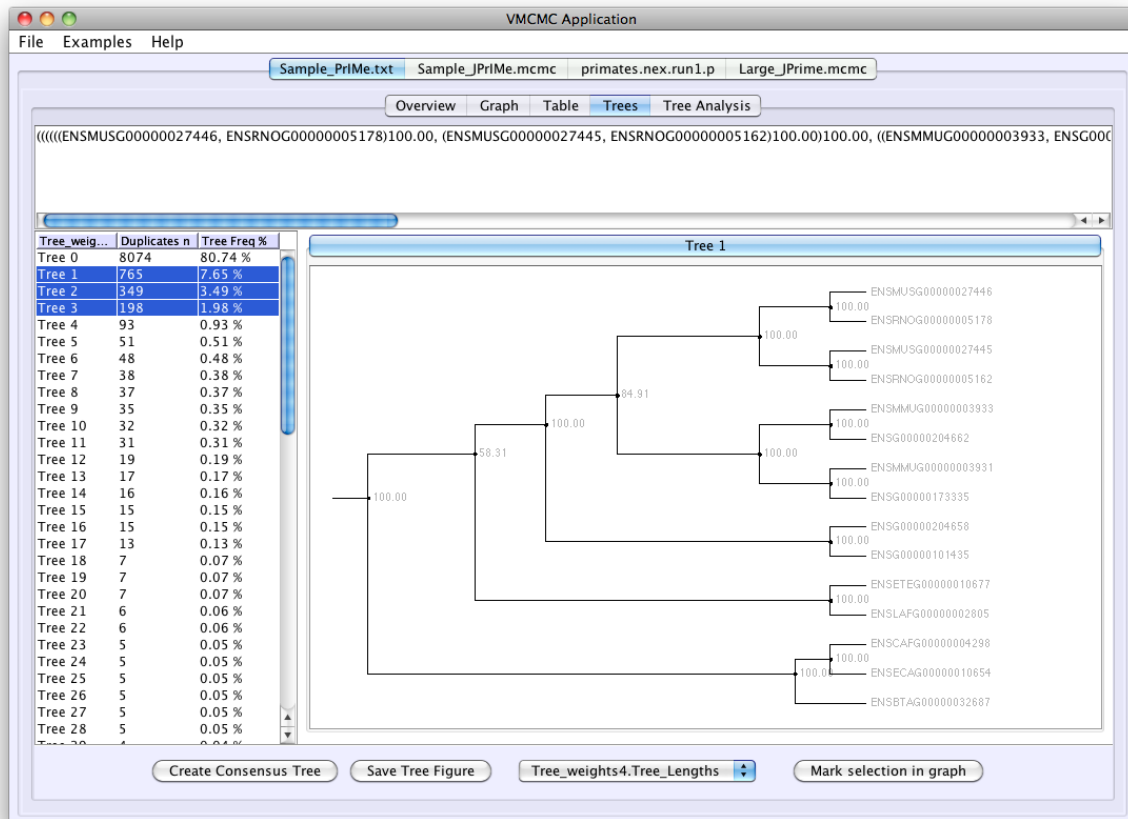 VMCMC Application
File Examples Help
Sample_PrIMe.txt Sample_JPrIMe.mcmc primates.nex.run1.p Large_JPrime.mcmc
Overview Graph Table Trees Tree Analysis
((((((ENSMUSG00000027446, ENSRNOG00000005178)100.00, (ENSMUSG00000027445, ENSRNOG00000005162)100.00)100.00, ((ENSMMUG00000003933, ENSG00
Tree_weig... Duplicates n Tree Freq %
Tree 0 8074 80.74 %
Tree 1 765 7.65 %
Tree 2 349 3.49 %
Tree 3 198 1.98 %
Tree 4 93 0.93 %
Tree 5 51 0.51 %
Tree 6 48 0.48 %
Tree 7 38 0.38 %
Tree 8 37 0.37 %
Tree 9 35 0.35 %
Tree 10 32 0.32 %
Tree 11 31 0.31 %
Tree 12 19 0.19 %
Tree 13 17 0.17 %
Tree 14 16 0.16 %
Tree 15 15 0.15 %
Tree 16 15 0.15 %
Tree 17 13 0.13 %
Tree 18 7 0.07 %
Tree 19 7 0.07 %
Tree 20 7 0.07 %
Tree 21 6 0.06 %
Tree 22 6 0.06 %
Tree 23 5 0.05 %
Tree 24 5 0.05 %
Tree 25 5 0.05 %
Tree 26 5 0.05 %
Tree 27 5 0.05 %
Tree 28 5 0.05 %
Tree 1
ENSMUSG00000027446
100.00
ENSRNOG00000005178
100.00
ENSMUSG00000027445
100.00
ENSRNOG00000005162
84.91
ENSMMUG00000003933
100.00
ENSG00000204662
100.00
58.31
100.00
ENSMMUG00000003931
100.00
100.00
ENSG00000173335
ENSG00000204658
100.00
ENSG00000101435
ENSETEG00000010677
100.00
ENSLAFG00000002805
ENSCAFG00000004298
100.00
100.00
ENSECAG00000010654
ENSBTAG00000032687
Create Consensus Tree Save Tree Figure Tree_weights4.Tree_Lengths Mark selection in graph